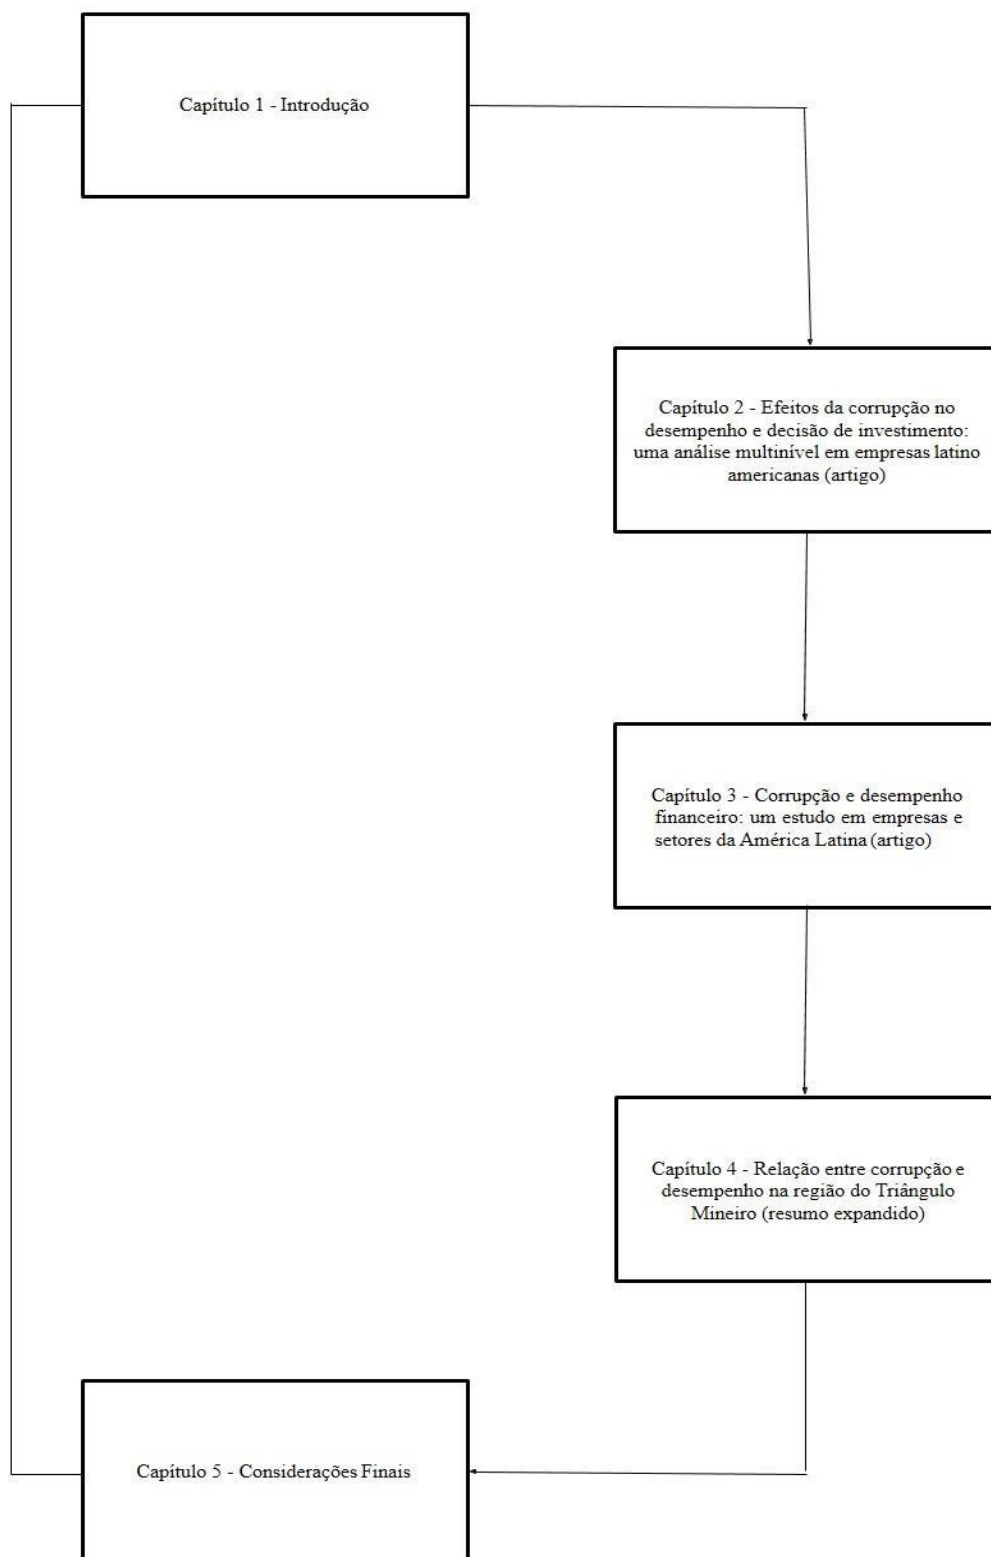 Capítulo 1 - Introdução
Capítulo 2 - Efeitos da corrupção no
desempenho e decisão de investimento:
uma análise multinível em empresas latino
americanas (artigo)
Capítulo 3 - Corrupção e desempenho
financeiro: um estudo em empresas e
setores da América Latina (artigo)
Capítulo 4 - Relação entre corrupção e
desempenho na região do Triângulo
Mineiro (resumo expandido)
Capítulo 5 - Considerações Finais